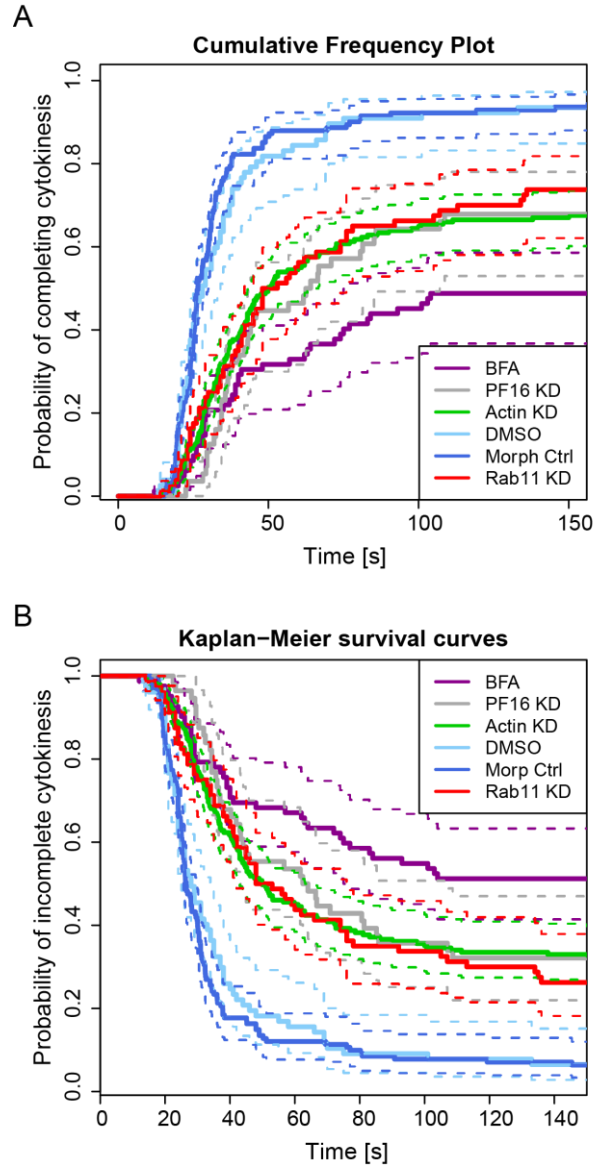 A
Cumulative Frequency Plot
Probability of completing cytokinesis
1.0
0.8
0.6
0.4
0.2
0.0
BFA
PF16 KD
Actin KD
DMSO
Morph Ctrl
Rab11 KD
0 50 100 150
Time [s]
B
Kaplan−Meier survival curves
Probability of incomplete cytokinesis
1.0
0.8
0.6
0.4
0.2
0.0
BFA
PF16 KD
Actin KD
DMSO
Morp Ctrl
Rab11 KD
0 20 40 60 80 100 120 140
Time [s]